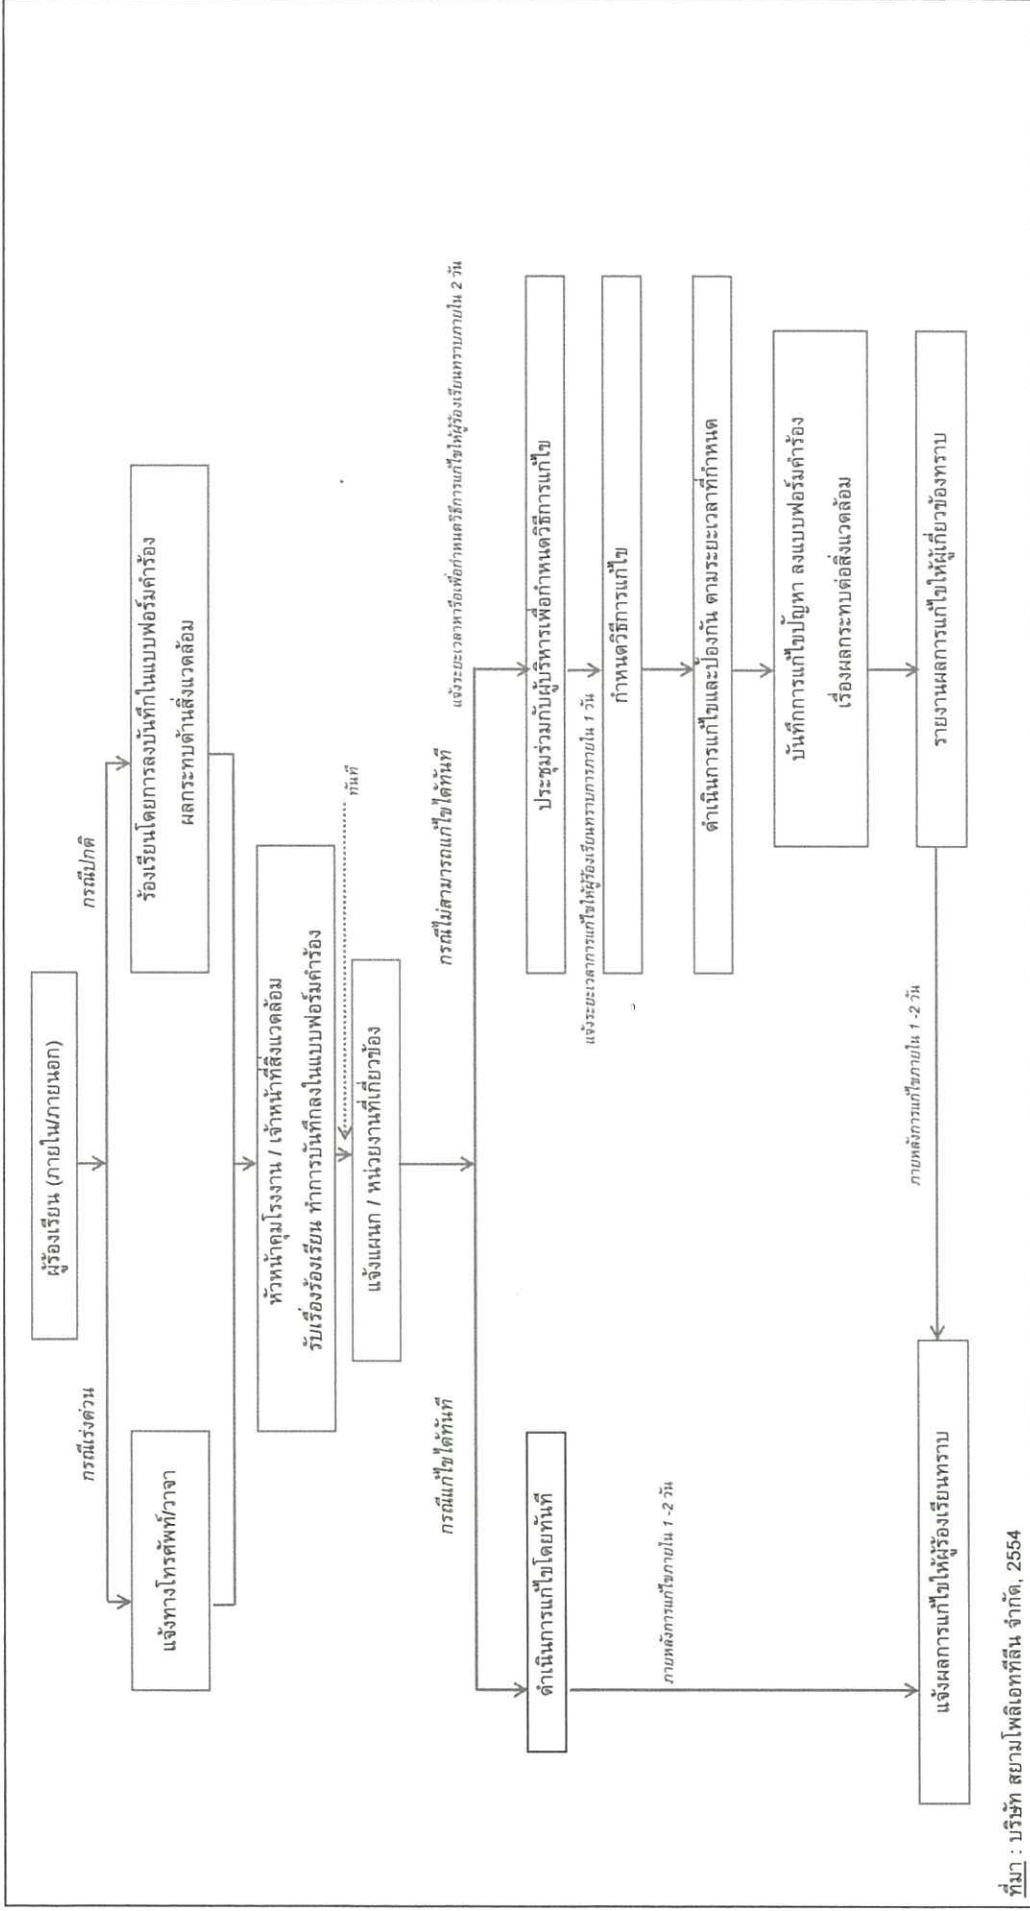 ผู้ร้องเรียน (ภายใน/ภายนอก)
กรณีเร่งด่วน
กรณีปกติ
แจ้งทางโทรศัพท์/วาจา
ร้องเรียนโดยการลงบันทึกในแบบฟอร์มคำร้อง
ผลกระทบด้านสิ่งแวดล้อม
หัวหน้าคุมโรงงาน / เจ้าหน้าที่สิ่งแวดล้อม
รับเรื่องร้องเรียน ทำการบันทึกลงในแบบฟอร์มคำร้อง
ทันที
แจ้งแผนก / หน่วยงานที่เกี่ยวข้อง
กรณีแก้ไขได้ทันที
กรณีไม่สามารถแก้ไขได้ทันที
แจ้งระยะเวลาหารือเพื่อกำหนดวิธีการแก้ไขให้ผู้ร้องเรียนทราบภายใน 2 วัน
ดำเนินการแก้ไขโดยทันที
ประชุมร่วมกับผู้บริหารเพื่อกำหนดวิธีการแก้ไข
แจ้งระยะเวลาการแก้ไขให้ผู้ร้องเรียนทราบการภายใน 1 วัน
กำหนดวิธีการแก้ไข
ภายหลังการแก้ไขภายใน 1 -2 วัน
ดำเนินการแก้ไขและป้องกัน ตามระยะเวลาที่กำหนด
บันทึกการแก้ไขปัญหา ลงแบบฟอร์มคำร้อง
เรื่องผลกระทบต่อสิ่งแวดล้อม
ภายหลังการแก้ไขภายใน 1 -2 วัน
แจ้งผลการแก้ไขให้ผู้ร้องเรียนทราบ
รายงานผลการแก้ไขให้ผู้เกี่ยวข้องทราบ
ที่มา : บริษัท สยามโพลิเอททีลีน จำกัด, 2554